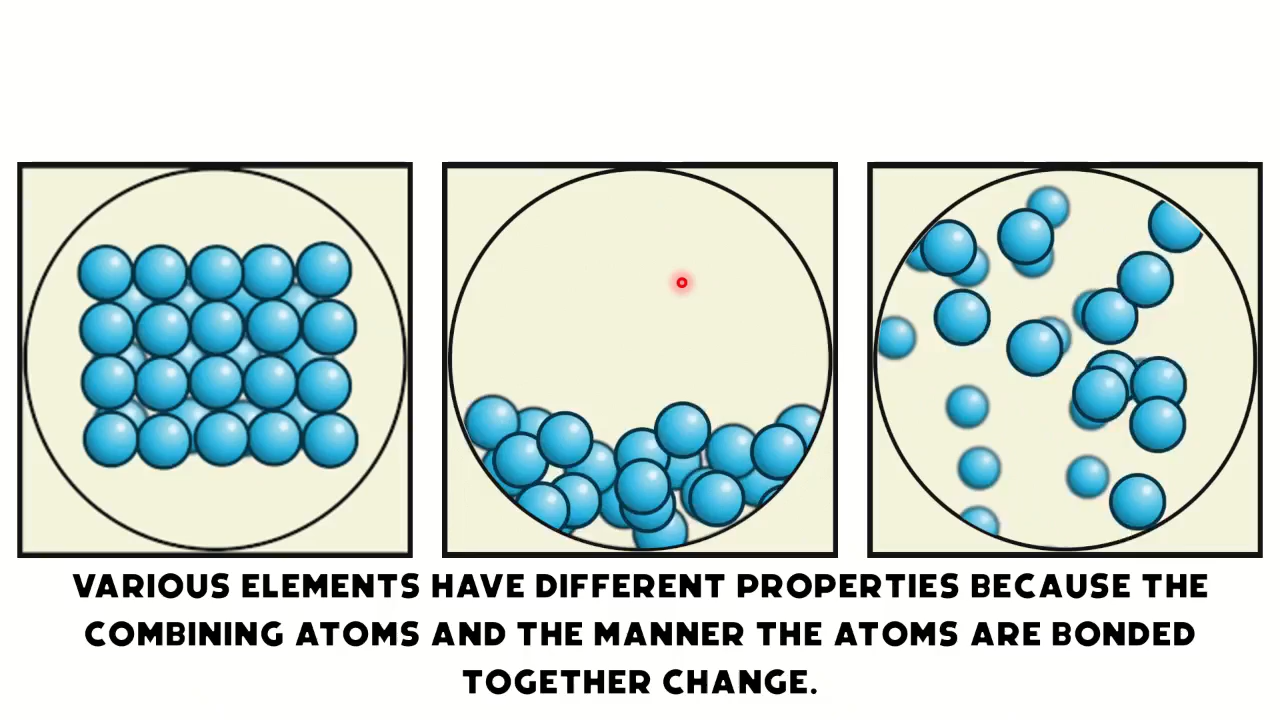 VARIOUS ELEMENTS HAVE DIFFERENT PROPERTIES BECAUSE THE
COMBINING ATOMS AND THE MANNER THE ATOMS ARE BONDED
TOGETHER CHANGE.